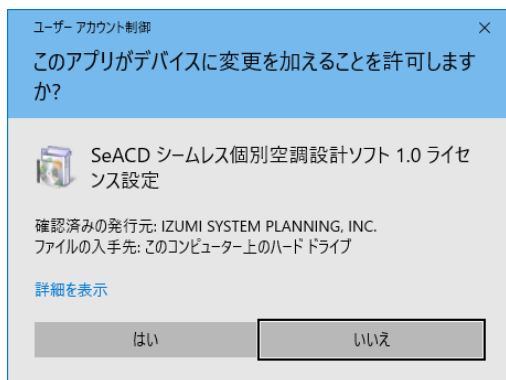 ユーザー アカウント制御
このアプリがデバイスに変更を加えることを許可します
か?
SeACD シームレス個別空調設計ソフト 1.0 ライセ
ンス設定
確認済みの発行元: IZUMI SYSTEM PLANNING, INC.
ファイルの入手先: このコンピューター上のハード ドライブ
詳細を表示
はい
いいえ